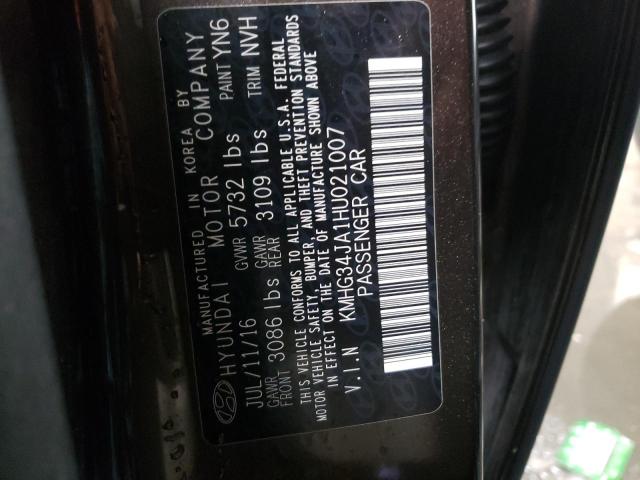 MANUFACTURED IN KOREA BY
HYUNDAI MOTOR COMPANY
JUL/11/16 GVWR 5732 lbs PAINT YN6
GAWR FRONT 3086 lbs GAWR REAR 3109 lbs TRIM NVH
THIS VEHICLE CONFORMS TO ALL APPLICABLE U.S.A. FEDERAL
MOTOR VEHICLE SAFETY, BUMPER, AND THEFT PREVENTION STANDARDS
IN EFFECT ON THE DATE OF MANUFACTURE SHOWN ABOVE
V.I.N KMHG34JA1HU021007
PASSENGER CAR